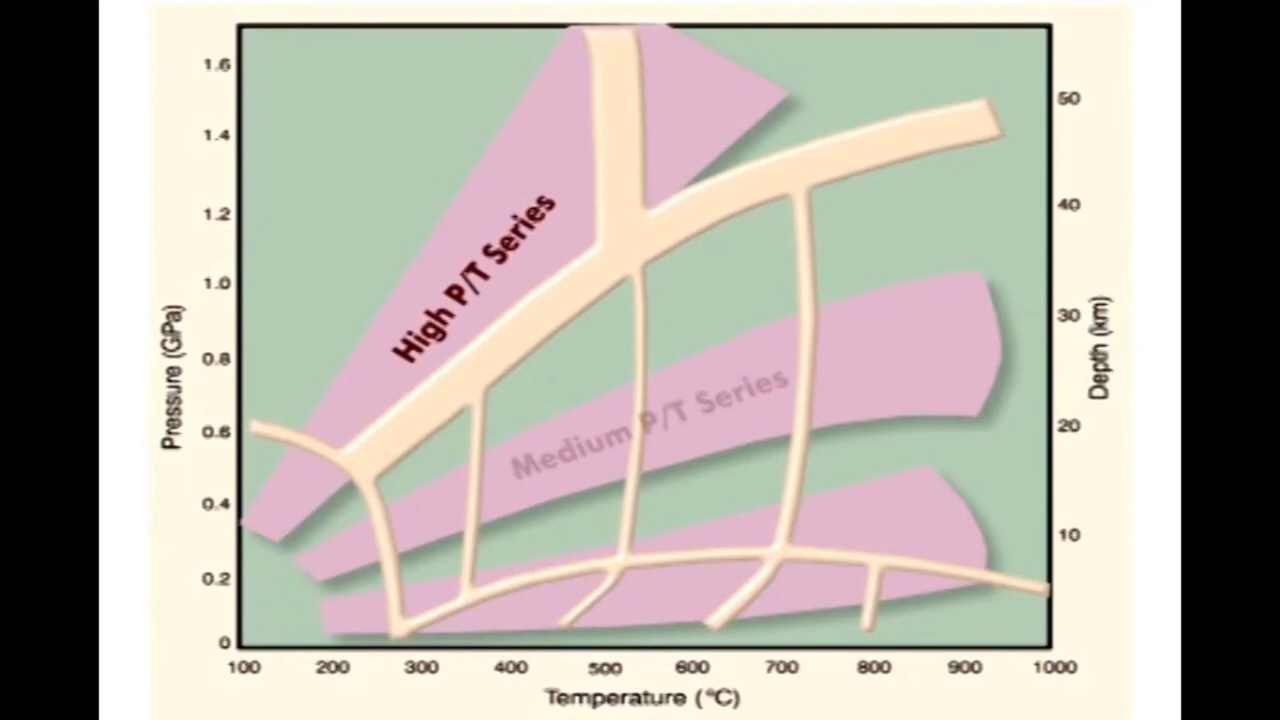 1.6
1.4
1.2
1.0
0.8
0.6
0.4
0.2
0
Pressure (GPa)
High P/T Series
Medium P/T Series
50
40
30
20
10
Depth (km)
100 200 300 400 500 600 700 800 900 1000
Temperature (°C)